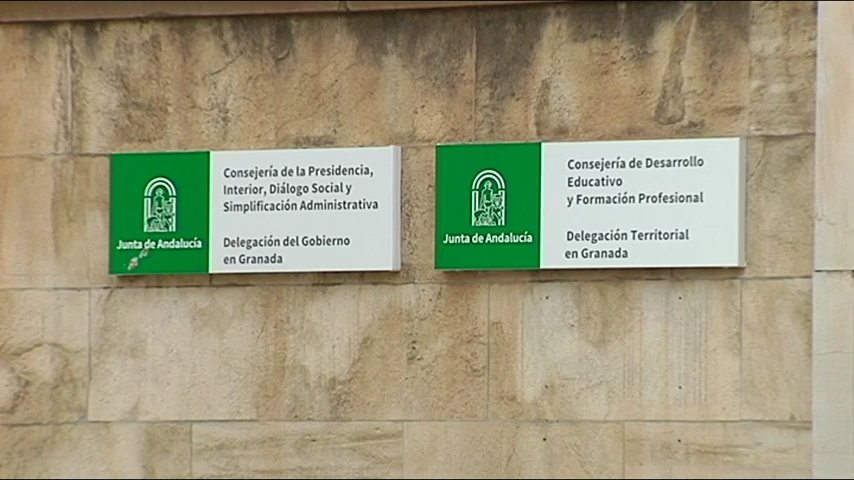 Junta de Andalucía
Consejería de la Presidencia,
Interior, Diálogo Social y
Simplificación Administrativa
Delegación del Gobierno
en Granada
Junta de Andalucía
Consejería de Desarrollo
Educativo
y Formación Profesional
Delegación Territorial
en Granada